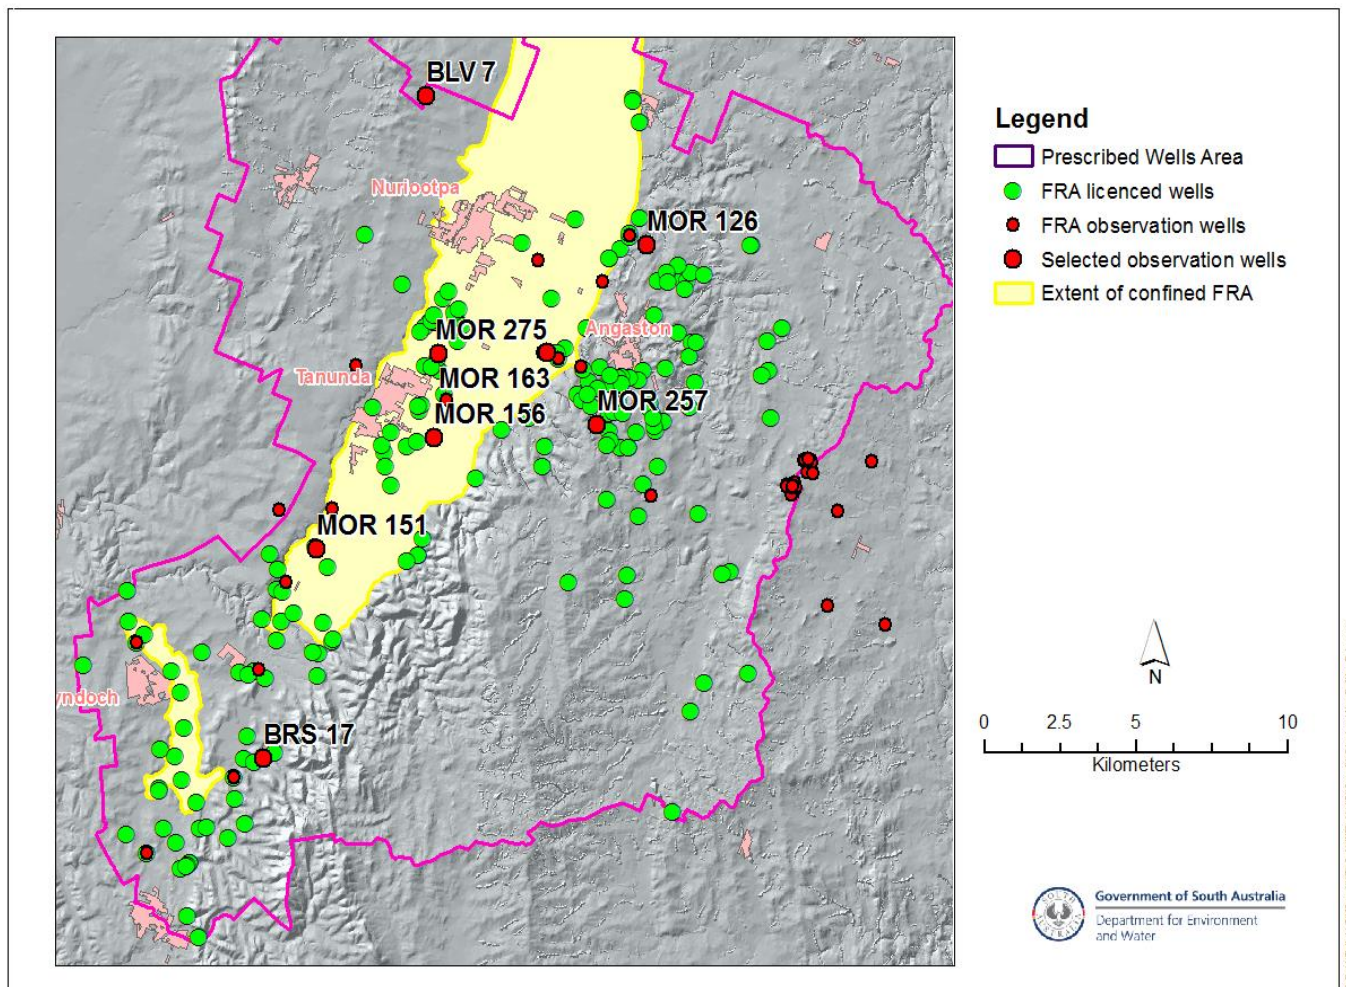 BLV 7
Nuriootpa
MOR 126
MOR 275
Angaston
Tanunda
MOR 163
MOR 257
MOR 156
MOR 151
yndoch
BRS 17
Legend
Prescribed Wells Area
FRA licenced wells
FRA observation wells
Selected observation wells
Extent of confined FRA
N
0 2.5 5 10
Kilometers
Government of South Australia
Department for Environment
and Water